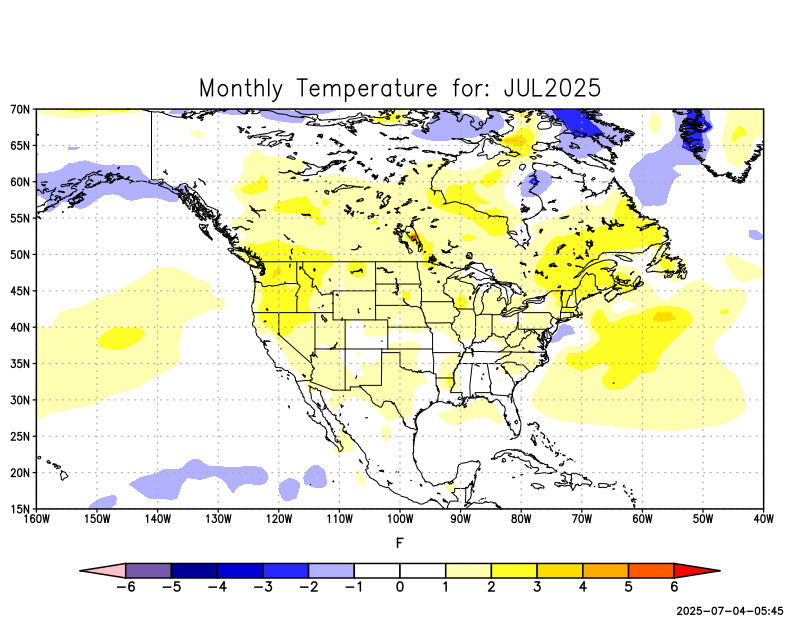 Monthly Temperature for: JUL2025
70N
65N
60N
55N
50N
45N
40N
35N
30N
25N
20N
15N
160W 150W 140W 130W 120W 110W 100W 90W 80W 70W 60W 50W 40W
F
-6 -5 -4 -3 -2 -1 0 1 2 3 4 5 6
2025-07-04-05:45